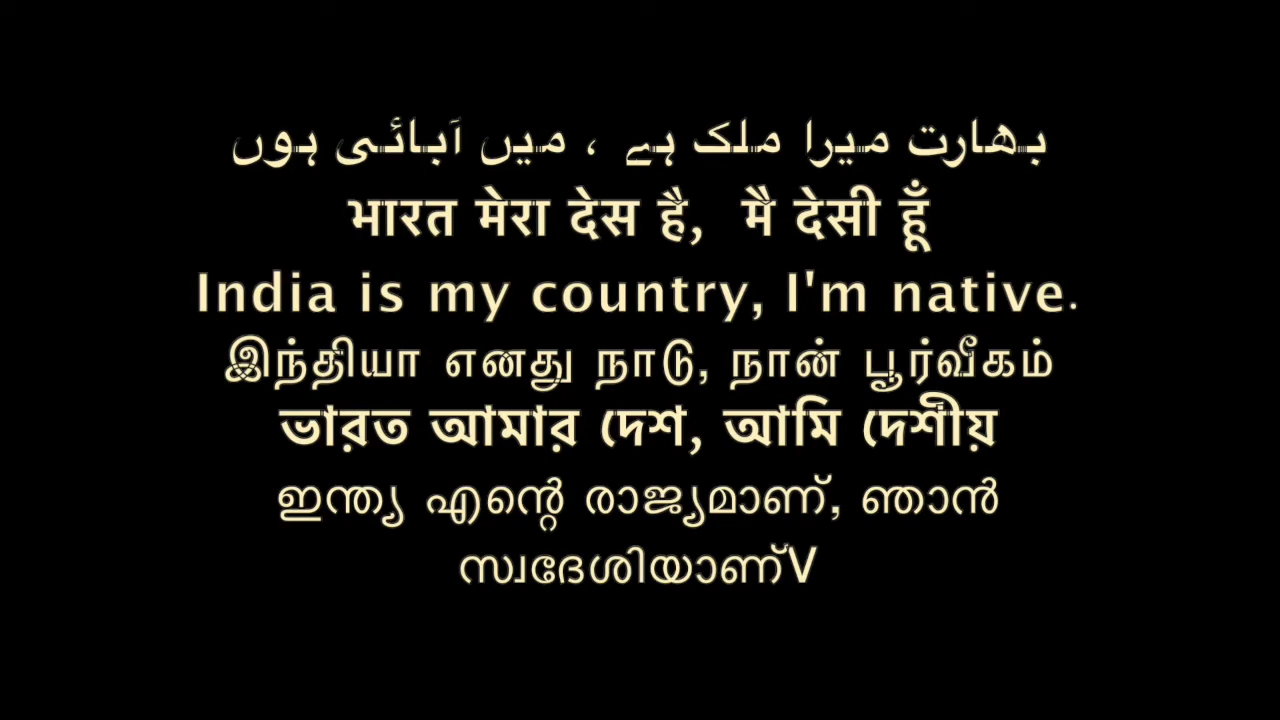 بھارت میرا ملک ہے ، میں آبائی ہوں
भारत मेरा देस है, मै देसी हूँ
India is my country, I'm native.
இந்தியா எனது நாடு, நான் பூர்வீகம்
ভারত আমার দেশ, আমি দেশীয়
ഇന്ത്യ എന്റെ രാജ്യമാണ്, ഞാൻ
സ്വദേശിയാണ്V